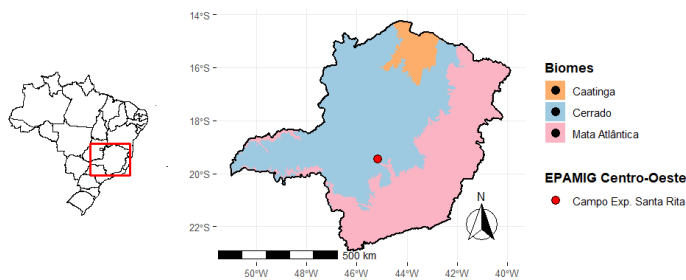 14°S
16°S
18°S
20°S
22°S
50°W
48°W
46°W
44°W
42°W
40°W
500 km
N
Biomes
Caatinga
Cerrado
Mata Atlântica
EPAMIG Centro-Oeste
Campo Exp. Santa Rita